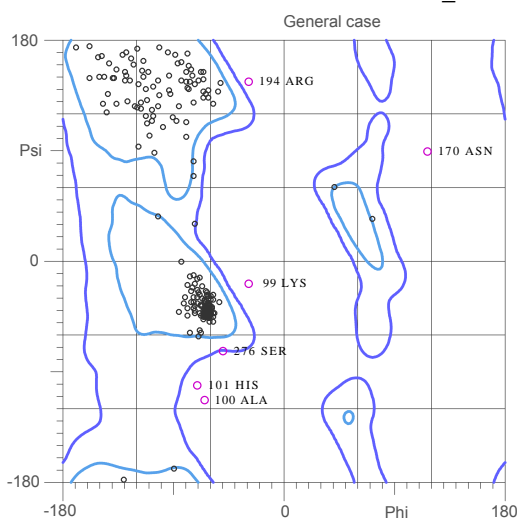 General case
180
194 ARG
Psi
170 ASN
0
99 LYS
276 SER
101 HIS
100 ALA
-180
-180
0
Phi
180